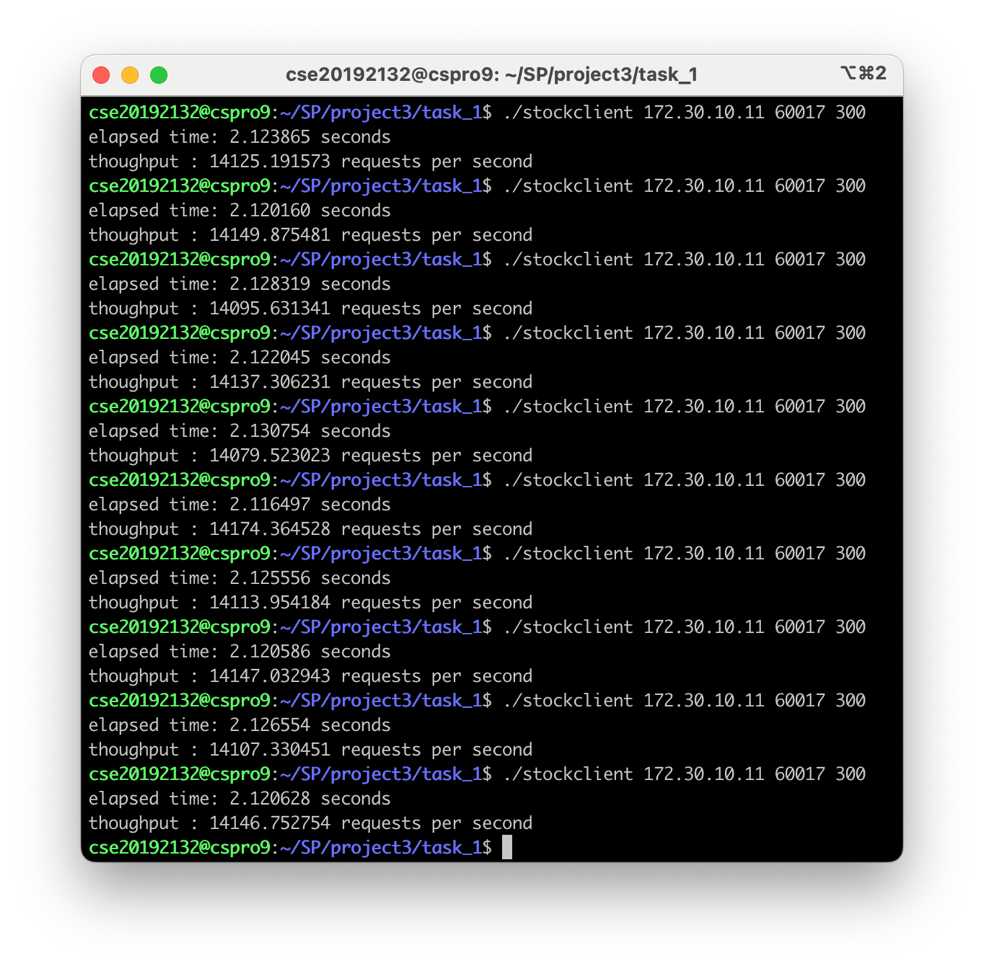 cse20192132@cspro9: ~/SP/project3/task_1 ⌥⌘2
cse20192132@cspro9:~/SP/project3/task_1$ ./stockclient 172.30.10.11 60017 300
elapsed time: 2.123865 seconds
thoughput : 14125.191573 requests per second
cse20192132@cspro9:~/SP/project3/task_1$ ./stockclient 172.30.10.11 60017 300
elapsed time: 2.120160 seconds
thoughput : 14149.875481 requests per second
cse20192132@cspro9:~/SP/project3/task_1$ ./stockclient 172.30.10.11 60017 300
elapsed time: 2.128319 seconds
thoughput : 14095.631341 requests per second
cse20192132@cspro9:~/SP/project3/task_1$ ./stockclient 172.30.10.11 60017 300
elapsed time: 2.122045 seconds
thoughput : 14137.306231 requests per second
cse20192132@cspro9:~/SP/project3/task_1$ ./stockclient 172.30.10.11 60017 300
elapsed time: 2.130754 seconds
thoughput : 14079.523023 requests per second
cse20192132@cspro9:~/SP/project3/task_1$ ./stockclient 172.30.10.11 60017 300
elapsed time: 2.116497 seconds
thoughput : 14174.364528 requests per second
cse20192132@cspro9:~/SP/project3/task_1$ ./stockclient 172.30.10.11 60017 300
elapsed time: 2.125556 seconds
thoughput : 14113.954184 requests per second
cse20192132@cspro9:~/SP/project3/task_1$ ./stockclient 172.30.10.11 60017 300
elapsed time: 2.120586 seconds
thoughput : 14147.032943 requests per second
cse20192132@cspro9:~/SP/project3/task_1$ ./stockclient 172.30.10.11 60017 300
elapsed time: 2.126554 seconds
thoughput : 14107.330451 requests per second
cse20192132@cspro9:~/SP/project3/task_1$ ./stockclient 172.30.10.11 60017 300
elapsed time: 2.120628 seconds
thoughput : 14146.752754 requests per second
cse20192132@cspro9:~/SP/project3/task_1$